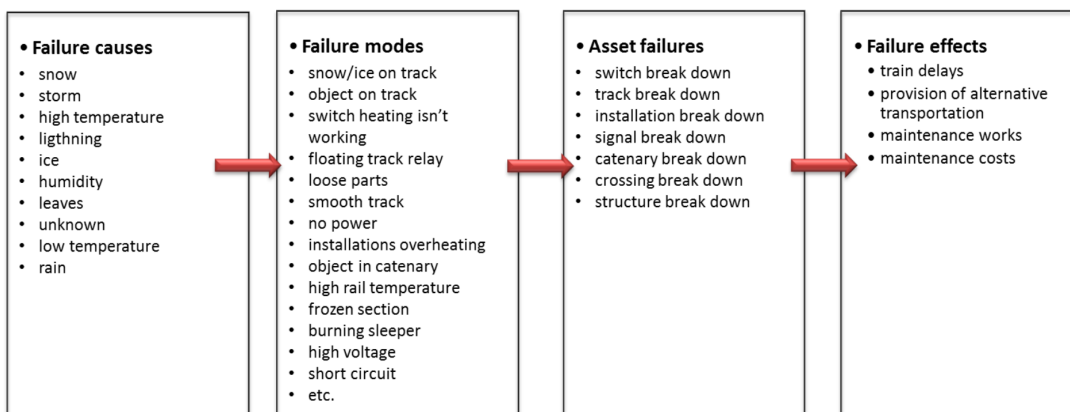 • Failure causes
• snow
• storm
• high temperature
• ligthning
• ice
• humidity
• leaves
• unknown
• low temperature
• rain
• Failure modes
• snow/ice on track
• object on track
• switch heating isn't
working
• floating track relay
• loose parts
• smooth track
• no power
• installations overheating
• object in catenary
• high rail temperature
• frozen section
• burning sleeper
• high voltage
• short circuit
• etc.
• Asset failures
• switch break down
• track break down
• installation break down
• signal break down
• catenary break down
• crossing break down
• structure break down
• Failure effects
• train delays
• provision of alternative
transportation
• maintenance works
• maintenance costs